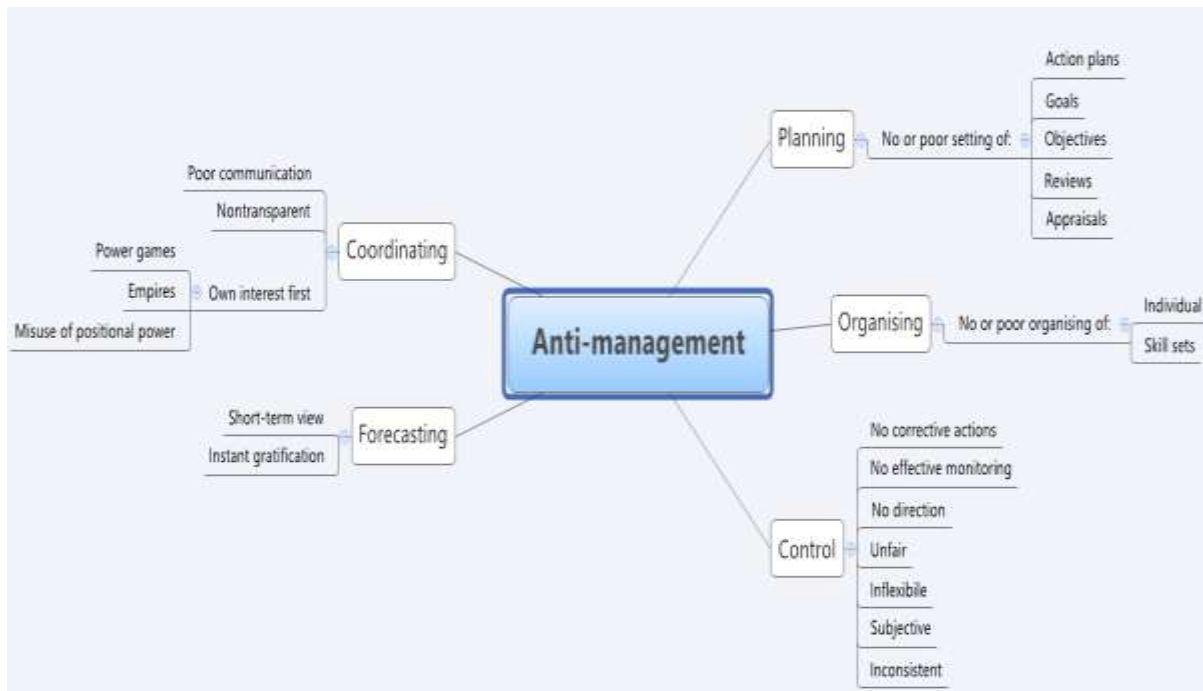 Anti-management
Planning
No or poor setting of:
Action plans
Goals
Objectives
Reviews
Appraisals
Organising
No or poor organising of:
Individual
Skill sets
Control
No corrective actions
No effective monitoring
No direction
Unfair
Inflexibile
Subjective
Inconsistent
Coordinating
Poor communication
Nontransparent
Own interest first
Power games
Empires
Misuse of positional power
Forecasting
Short-term view
Instant gratification